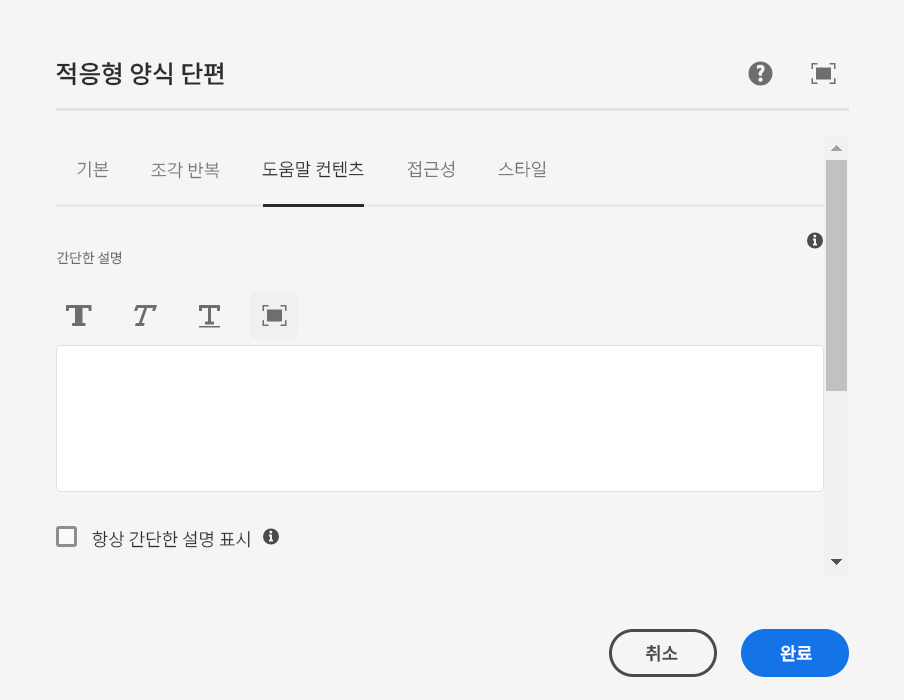 적응형 양식 단편
기본 조각 반복 도움말 컨텐츠 접근성 스타일
간단한 설명
T T T
항상 간단한 설명 표시
취소 완료